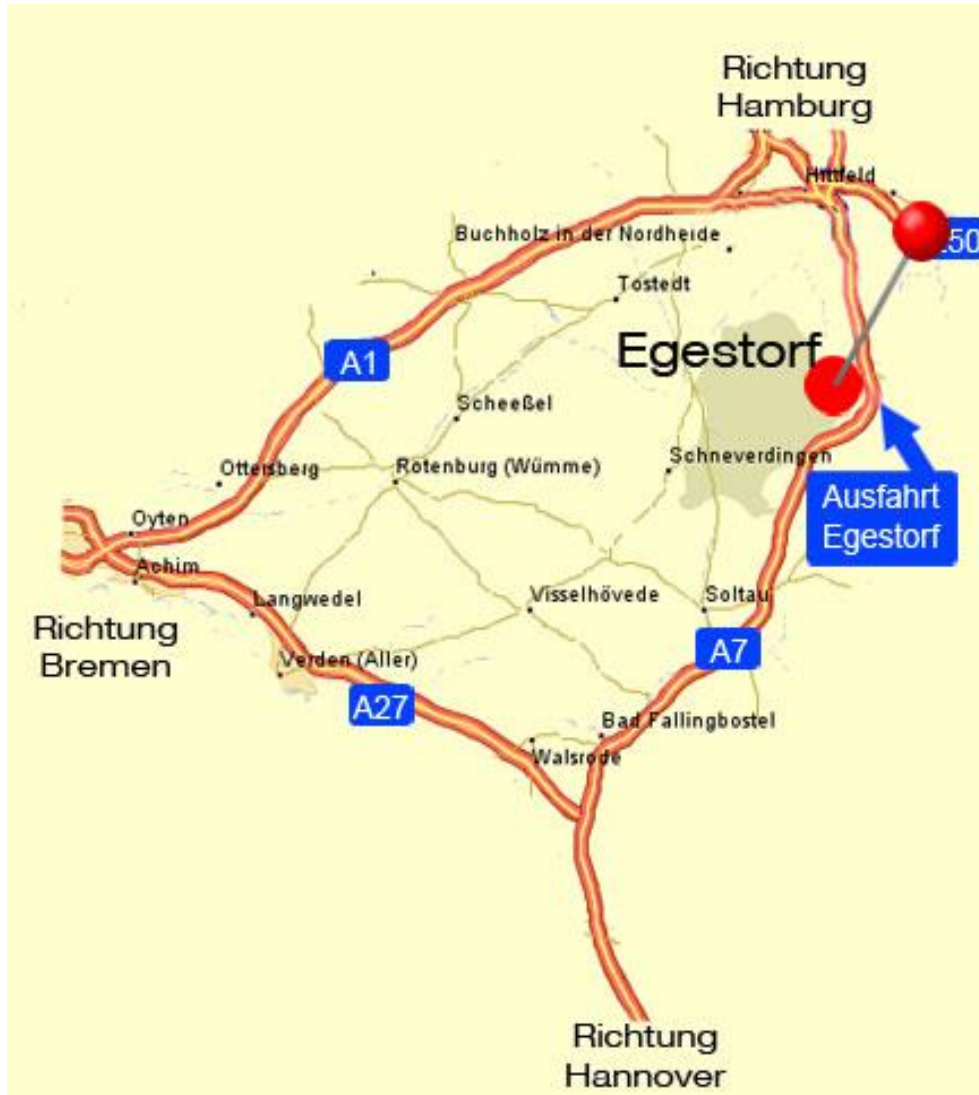 Richtung
Hamburg
Hittfeld
Buchholz in der Nordheide
Tostedt
Egestorf
A1
Scheeßel
Ottersberg
Rotenburg (Wümme)
Schneverdingen
Ausfahrt
Egestorf
Oyten
Achim
Langwedel
Visselhövede
Soltau
Richtung
Bremen
Verden (Aller)
A7
A27
Bad Fallingbostel
Walsrode
Richtung
Hannover